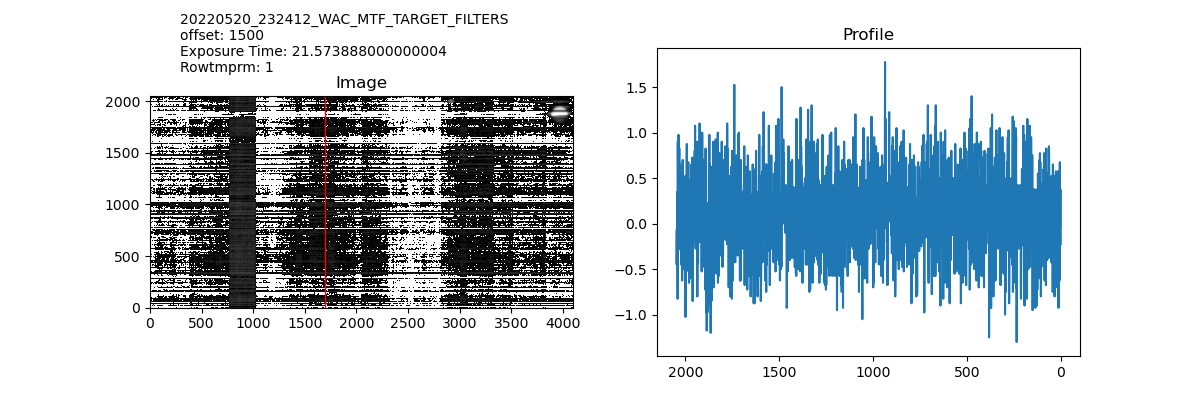 20220520_232412_WAC_MTF_TARGET_FILTERS
offset: 1500
Exposure Time: 21.573888000000004
Rowtmprm: 1
Image
2000
1500
1000
500
0
0 500 1000 1500 2000 2500 3000 3500 4000
Profile
1.5
1.0
0.5
0.0
−0.5
−1.0
2000 1500 1000 500 0